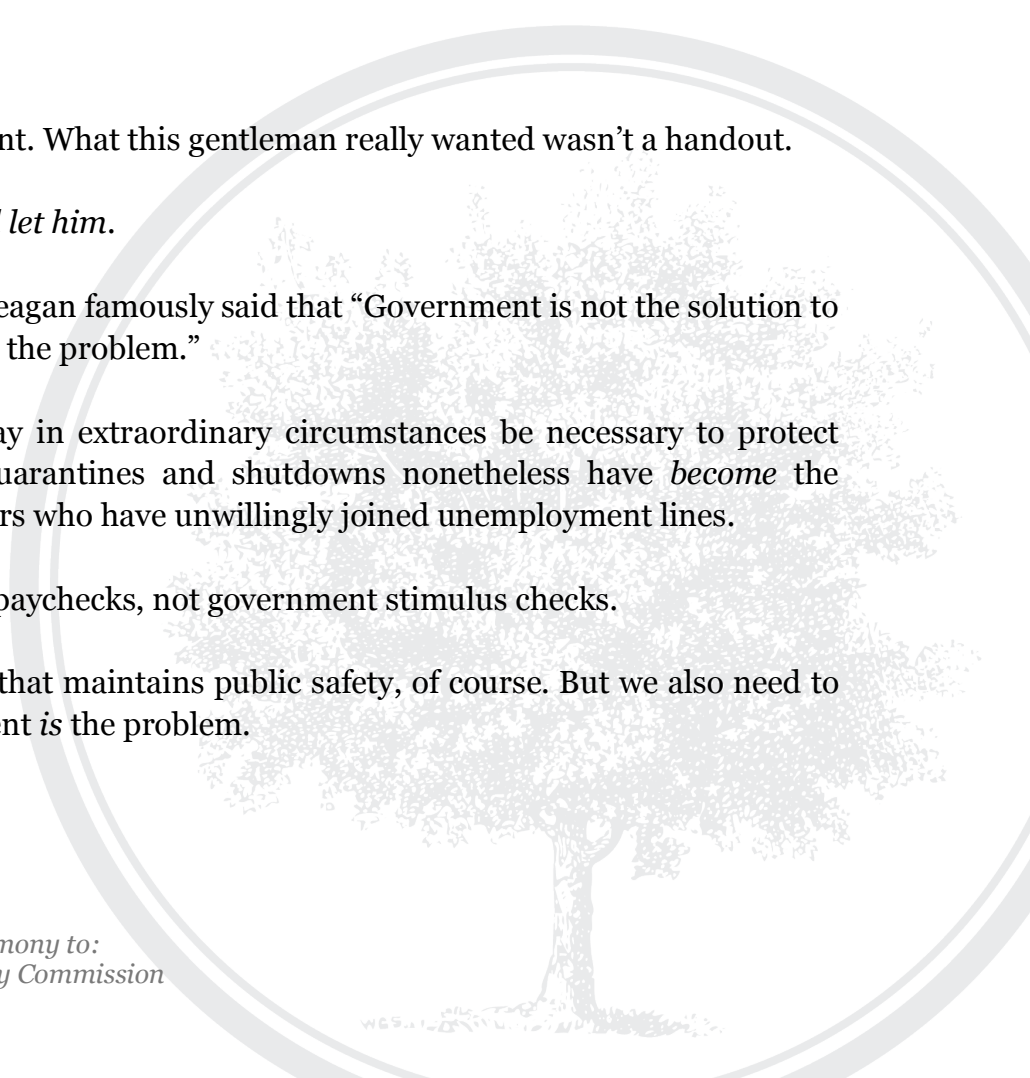 nt. What this gentleman really wanted wasn’t a handout.
let him.
eagan famously said that “Government is not the solution to
the problem.”
ay in extraordinary circumstances be necessary to protect
uarantines and shutdowns nonetheless have become the
rs who have unwillingly joined unemployment lines.
paychecks, not government stimulus checks.
that maintains public safety, of course. But we also need to
ent is the problem.
mony to:
y Commission